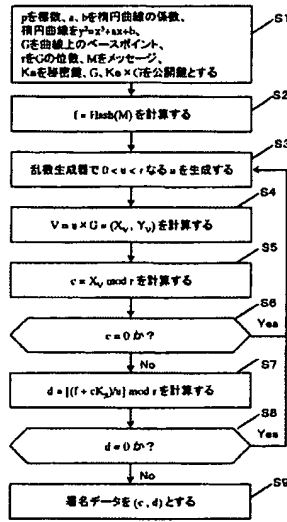 S1
pを標数、a、bを楕円曲線の係数、
楕円曲線をy²=x³+ax+b、
Gを曲線上のベースポイント、
rをGの位数、Mをメッセージ、
Ksを秘密鍵、G、Ks×Gを公開鍵とする
S2
f=Hash(M)を計算する
S3
乱数生成器で0<u<rなるuを生成する
S4
V=u×G=(Xv, Yv)を計算する
S5
c=Xv mod rを計算する
S6
c=0か?
Yes
No
S7
d=[(f+cKs)/u] mod rを計算する
S8
d=0か?
Yes
No
S9
署名データを(c, d)とする